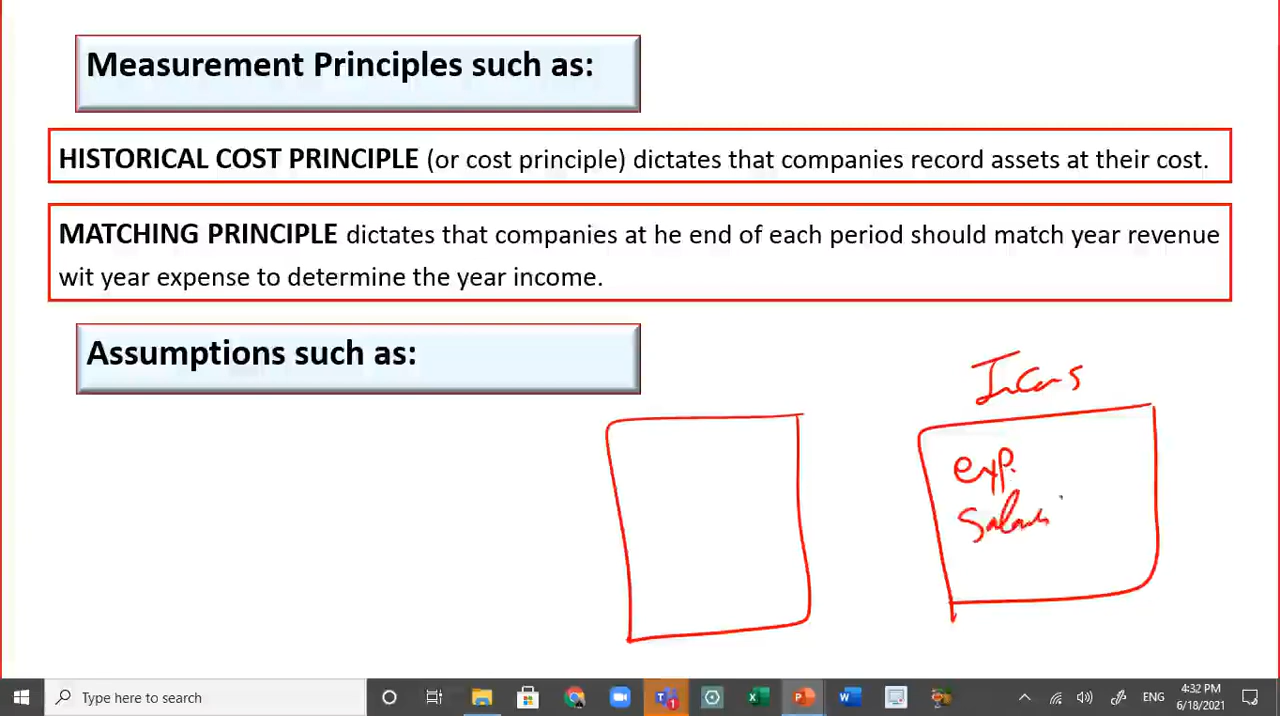 Measurement Principles such as:
HISTORICAL COST PRINCIPLE (or cost principle) dictates that companies record assets at their cost.
MATCHING PRINCIPLE dictates that companies at he end of each period should match year revenue
wit year expense to determine the year income.
Assumptions such as:
exp.
Type here to search
ENG
4:32 PM
6/18/2021